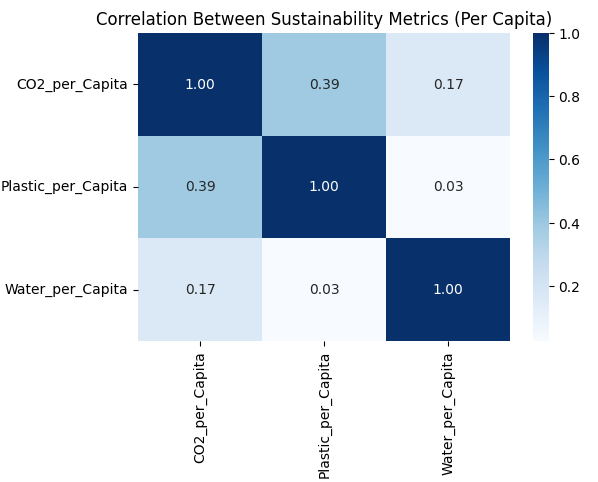 Correlation Between Sustainability Metrics (Per Capita)
CO2_per_Capita
1.00
0.39
0.17
Plastic_per_Capita
0.39
1.00
0.03
Water_per_Capita
0.17
0.03
1.00
CO2_per_Capita
Plastic_per_Capita
Water_per_Capita
1.0
0.8
0.6
0.4
0.2